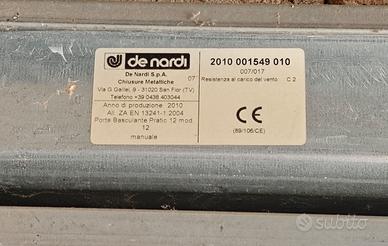 de nardi
De Nardi S.p.A.
Chiusure Metalliche 07
Via G Galilei, 9 - 31020 San Fior (TV)
Telefono +39 0438 403044
Anno di produzione 2010
All. ZA EN 13241-1:2004
Porta Basculante Pratic 12 mod.
12
manuale
2010 001549 010
007/017
Resistenza al carico del vento C 2
CE
(89/106/CE)
subito